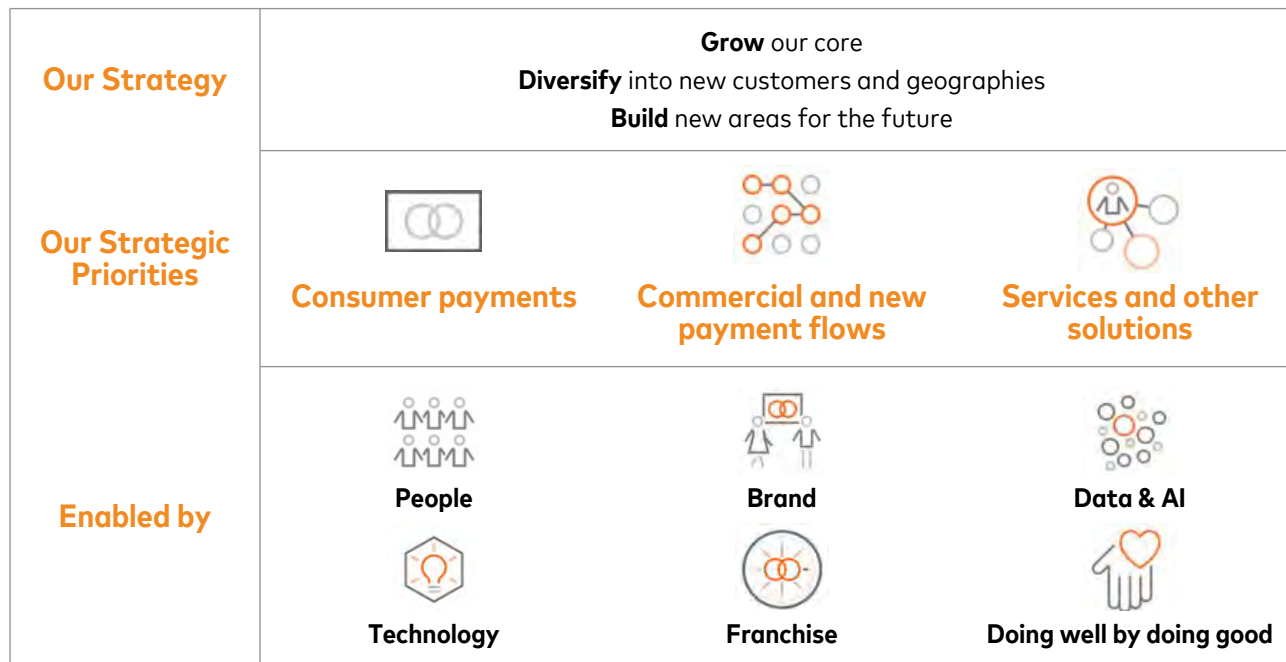 Our Strategy
Grow our core
Diversify into new customers and geographies
Build new areas for the future
Our Strategic
Priorities
Consumer payments
Commercial and new
payment flows
Services and other
solutions
Enabled by
People
Brand
Data & AI
Technology
Franchise
Doing well by doing good